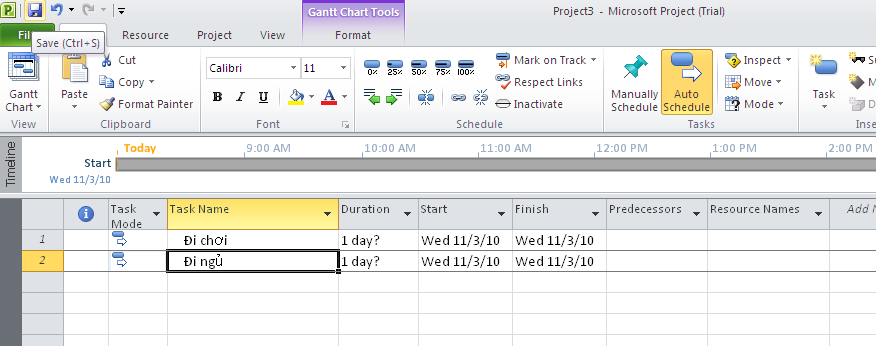 Gantt Chart Tools
Project3 - Microsoft Project (Trial)
Save (Ctrl+S)
Resource Project View Format
Gantt Chart
View
Paste
Cut
Copy
Format Painter
Clipboard
Calibri 11
B I U A
Font
0% 25% 50% 75% 100%
Mark on Track
Respect Links
Inactivate
Schedule
Manually Schedule
Auto Schedule
Inspect
Move
Mode
Tasks
Task
Timeline
Today 9:00 AM 10:00 AM 11:00 AM 12:00 PM 1:00 PM 2:00 PM
Start
Wed 11/3/10
Task Mode Task Name Duration Start Finish Predecessors Resource Names Add N
1 Đi chơi 1 day? Wed 11/3/10 Wed 11/3/10
2 Đi ngủ 1 day? Wed 11/3/10 Wed 11/3/10